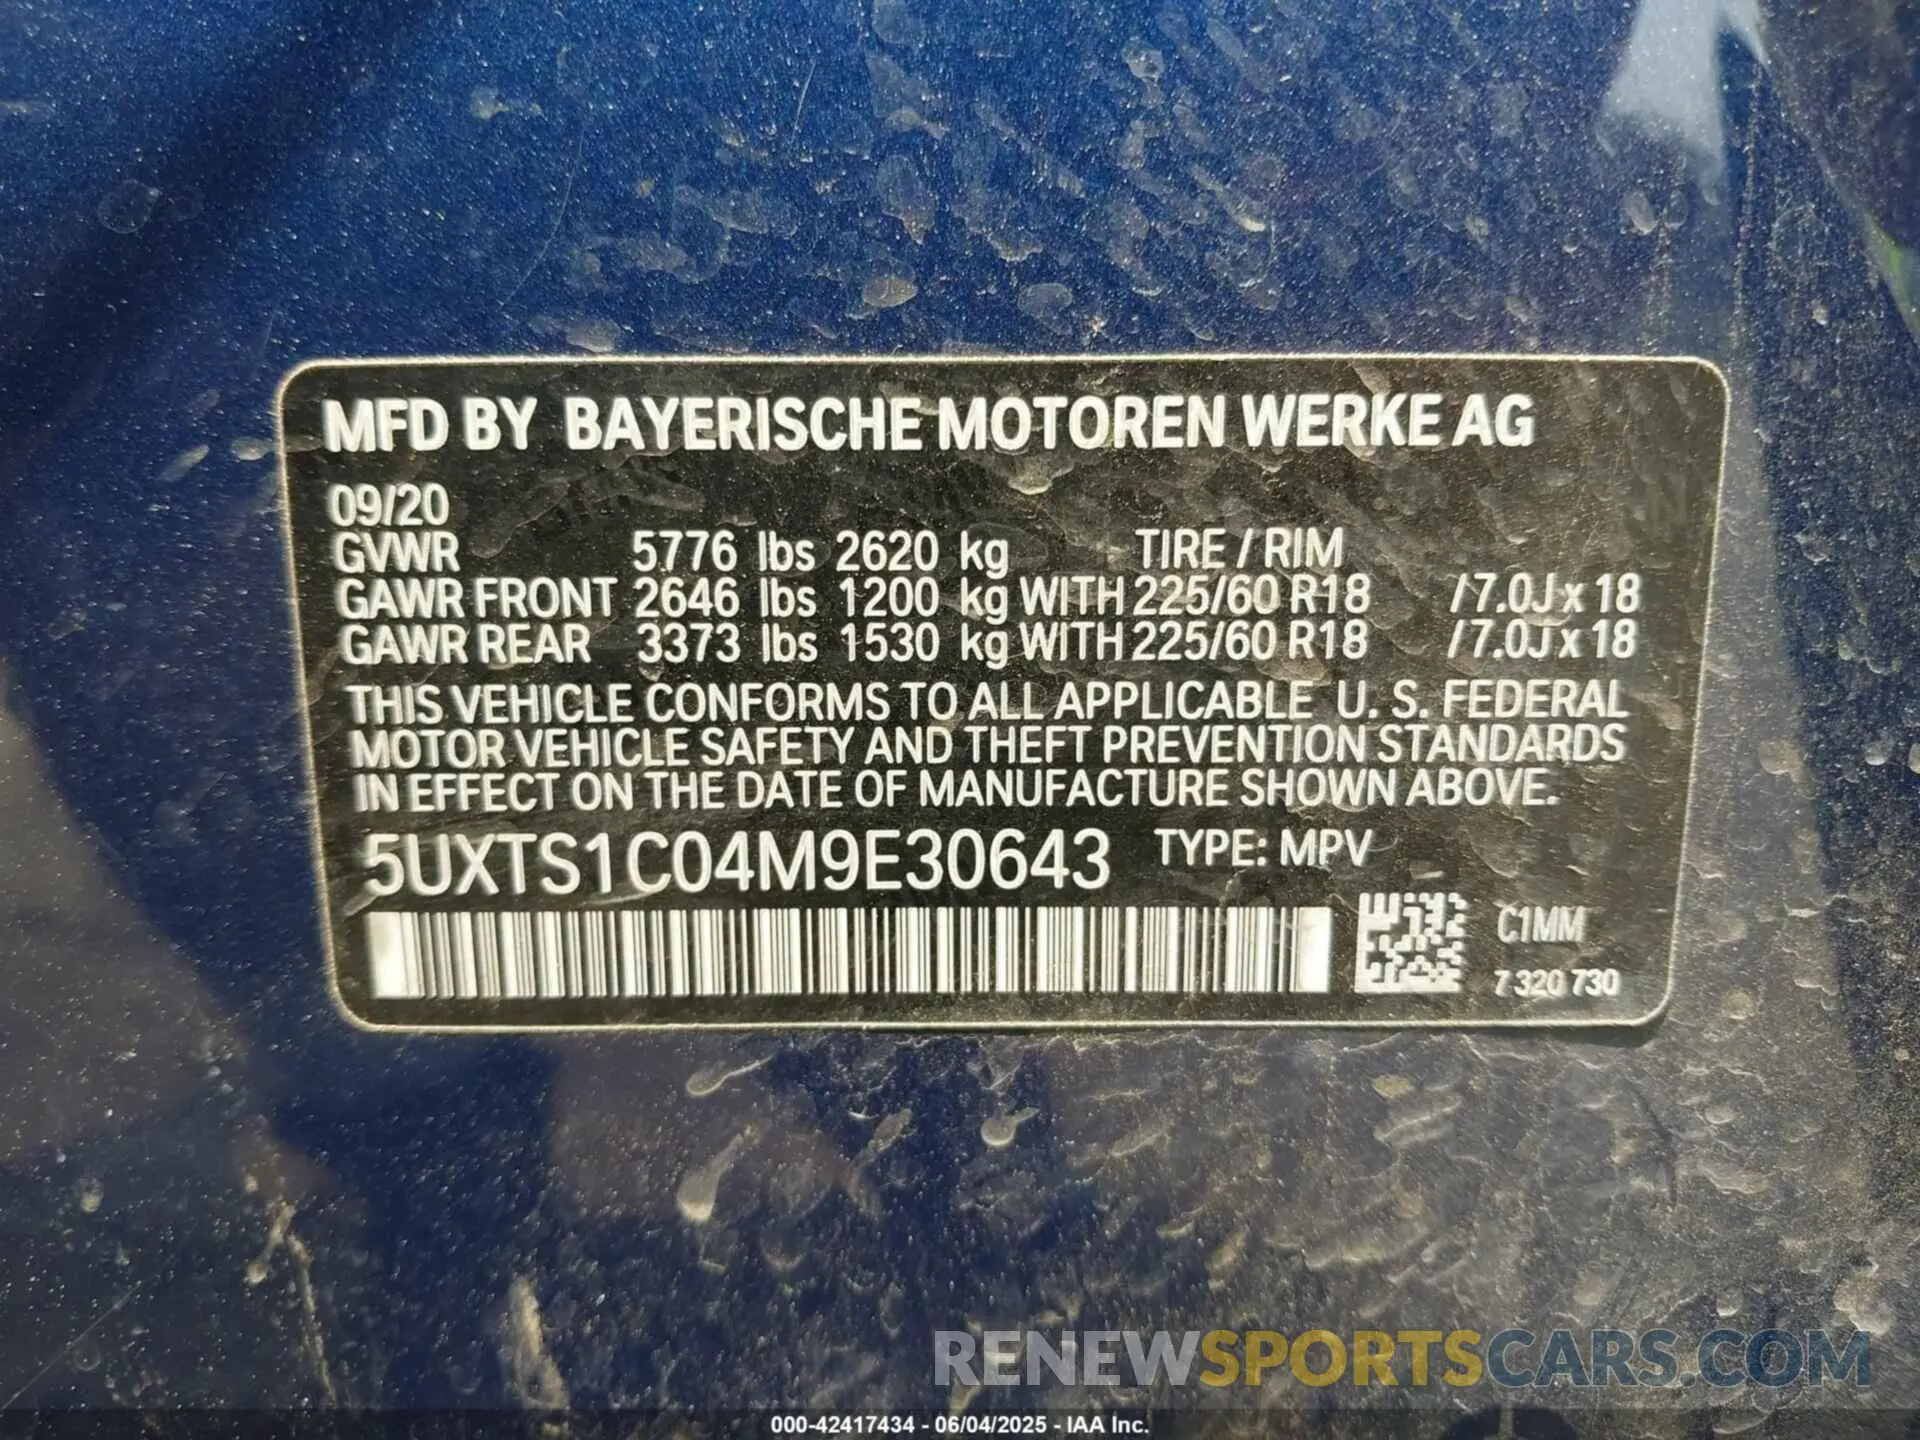 MFD BY BAYERISCHE MOTOREN WERKE AG
09/20
GVWR 5776 lbs 2620 kg TIRE / RIM
GAWR FRONT 2646 lbs 1200 kg WITH 225/60 R18 / 7.0J x 18
GAWR REAR 3373 lbs 1530 kg WITH 225/60 R18 / 7.0J x 18
THIS VEHICLE CONFORMS TO ALL APPLICABLE U. S. FEDERAL
MOTOR VEHICLE SAFETY AND THEFT PREVENTION STANDARDS
IN EFFECT ON THE DATE OF MANUFACTURE SHOWN ABOVE.
5UXTS1C04M9E30643 TYPE: MPV
C1MM
7 320 730
RENEWSPORTSCARS.COM
000-42417434 - 06/04/2025 - IAA Inc.